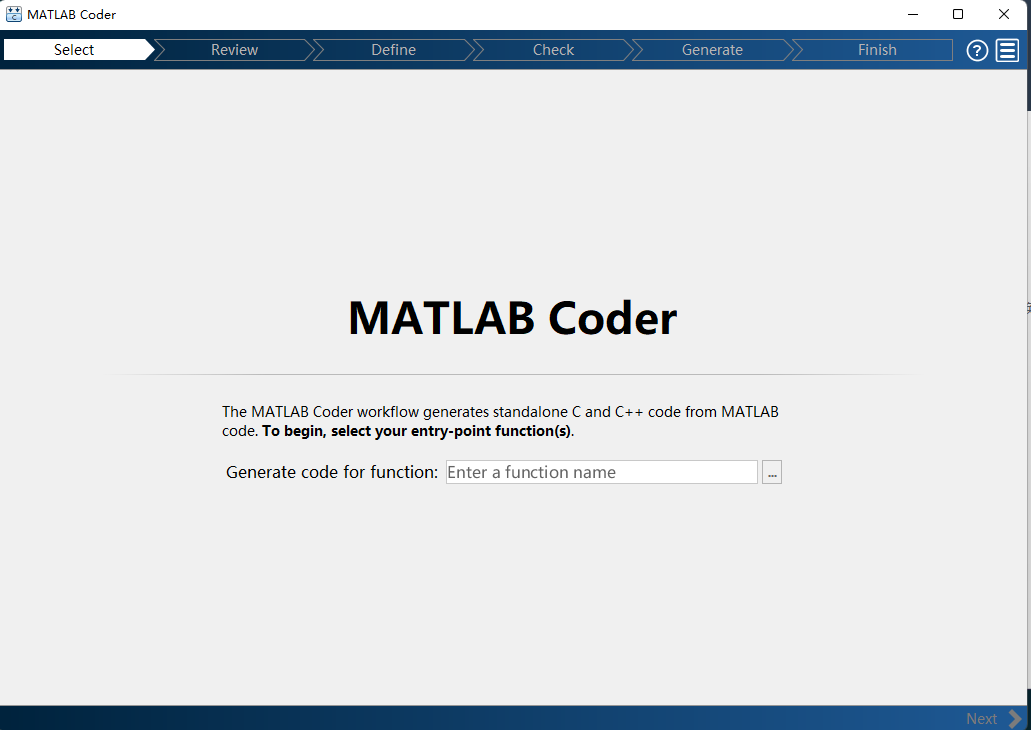 MATLAB Coder
Select Review Define Check Generate Finish ?
MATLAB Coder
The MATLAB Coder workflow generates standalone C and C++ code from MATLAB
code. To begin, select your entry-point function(s).
Generate code for function: Enter a function name ...
Next